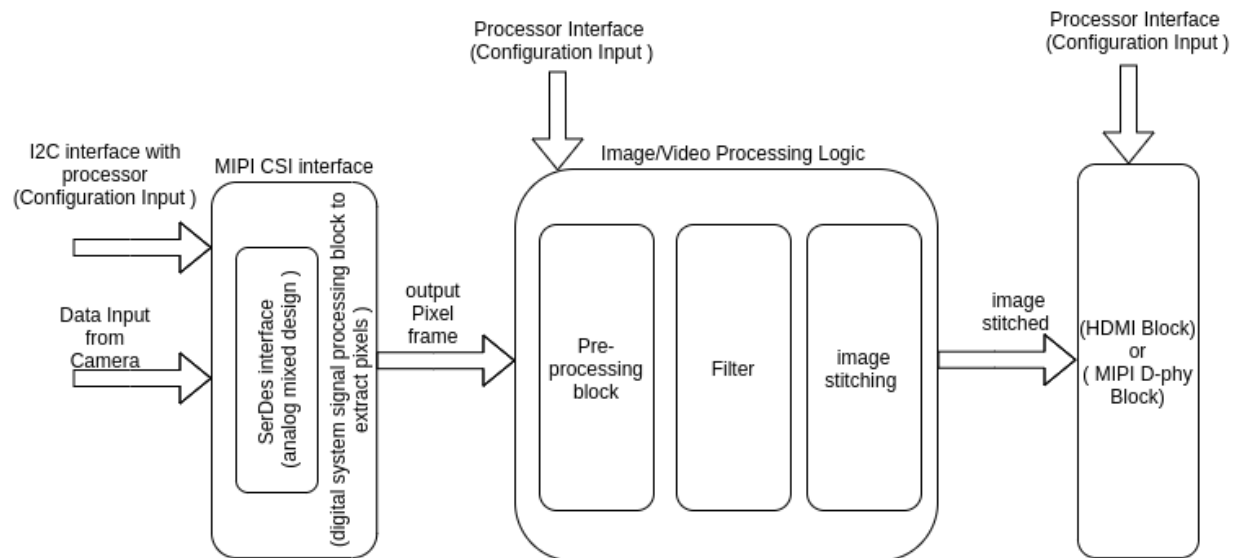 I2C interface with
processor
(Configuration Input )
Data Input
from
Camera
MIPI CSI interface
SerDes interface
(analog mixed design )
(digital system signal processing block to
extract pixels )
output
Pixel
frame
Processor Interface
(Configuration Input )
Image/Video Processing Logic
Pre-
processing
block
Filter
image
stitching
image
stitched
Processor Interface
(Configuration Input )
(HDMI Block)
or
( MIPI D-phy
Block)